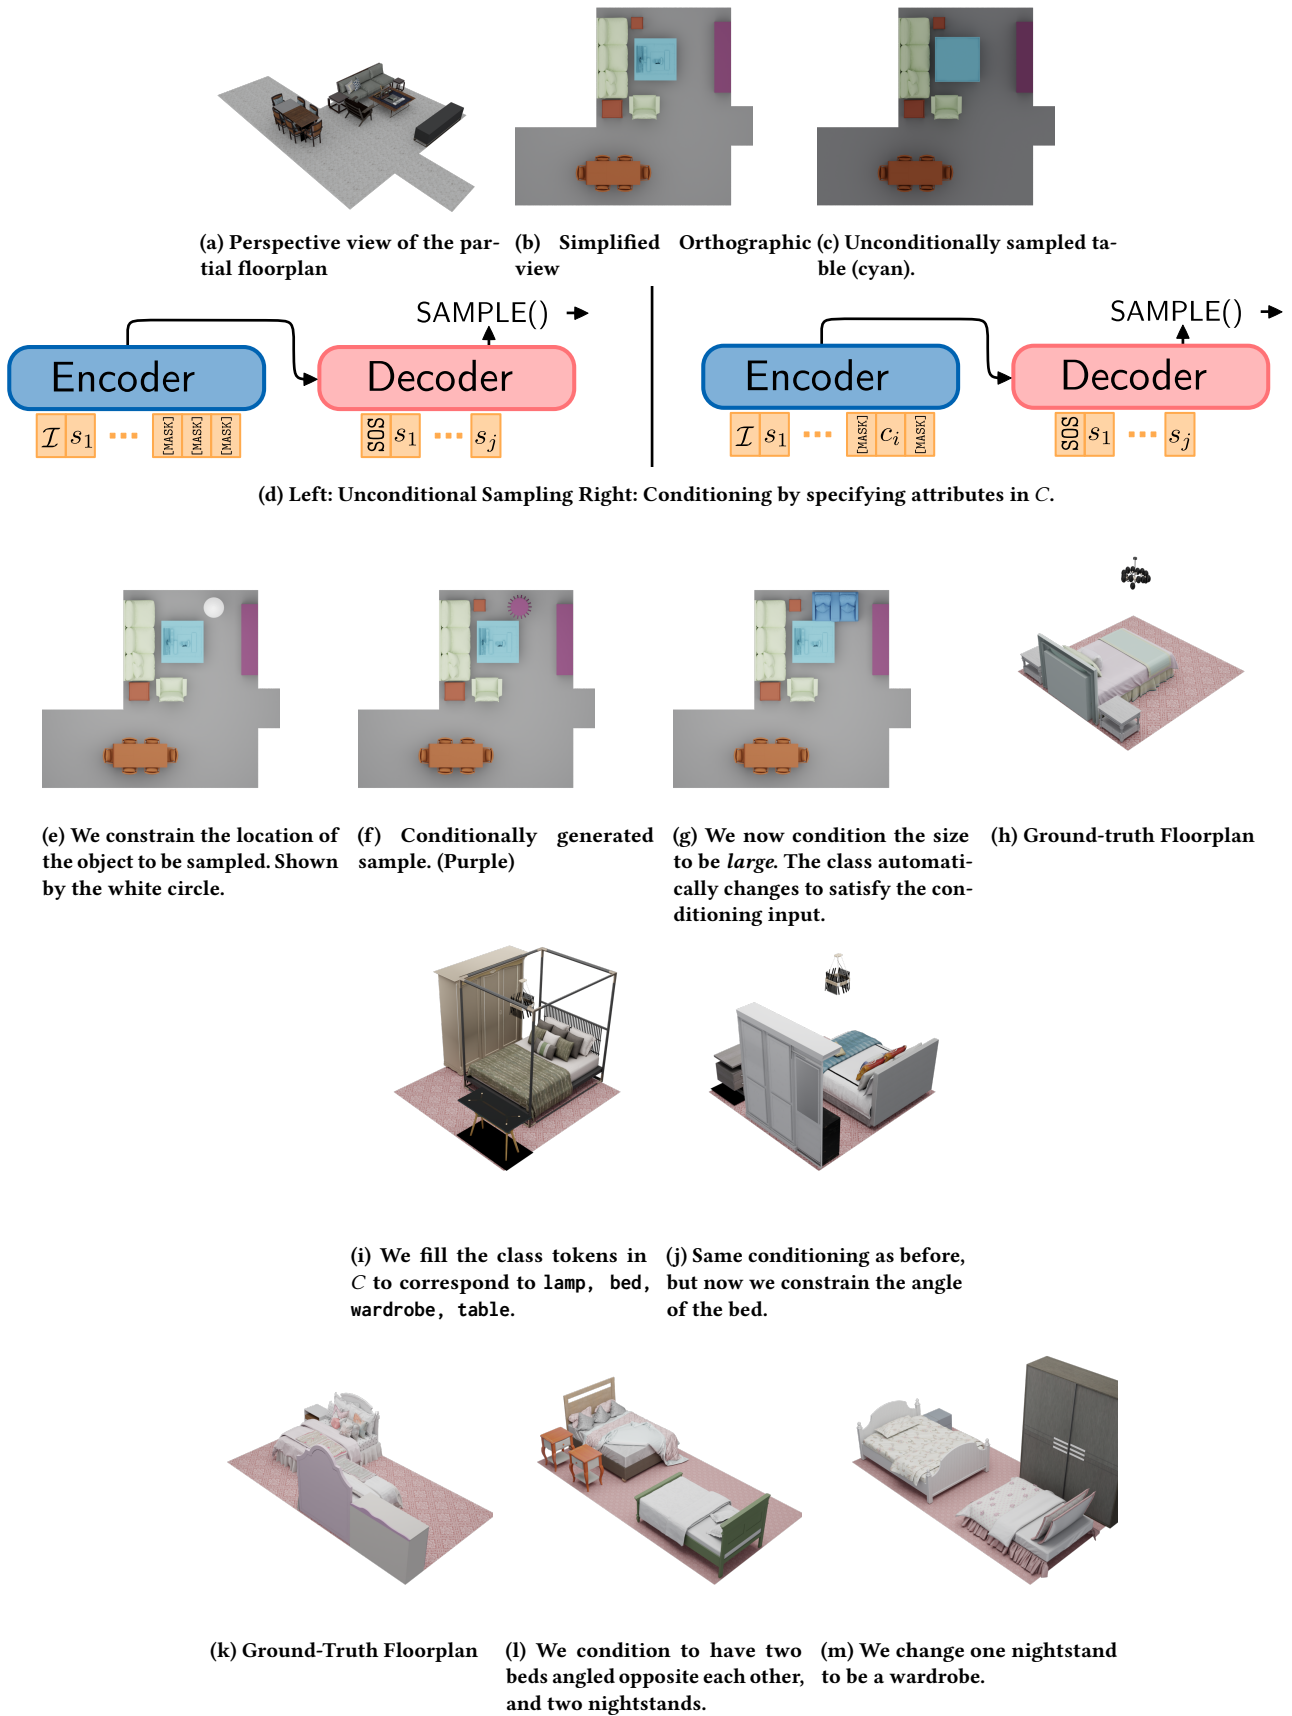 (a) Perspective view of the par-
tial floorplan
(b) Simplified Orthographic
view
(c) Unconditionally sampled ta-
ble (cyan).
SAMPLE()
Encoder
Decoder
I s1 ... [MASK] [MASK] [MASK]
SOS s1 ... sj
SAMPLE()
Encoder
Decoder
I s1 ... [MASK] ci [MASK]
SOS s1 ... sj
(d) Left: Unconditional Sampling Right: Conditioning by specifying attributes in C.
(e) We constrain the location of
the object to be sampled. Shown
by the white circle.
(f) Conditionally generated
sample. (Purple)
(g) We now condition the size
to be large. The class automati-
cally changes to satisfy the con-
ditioning input.
(h) Ground-truth Floorplan
(i) We fill the class tokens in
C to correspond to lamp, bed,
wardrobe, table.
(j) Same conditioning as before,
but now we constrain the angle
of the bed.
(k) Ground-Truth Floorplan
(l) We condition to have two
beds angled opposite each other,
and two nightstands.
(m) We change one nightstand
to be a wardrobe.